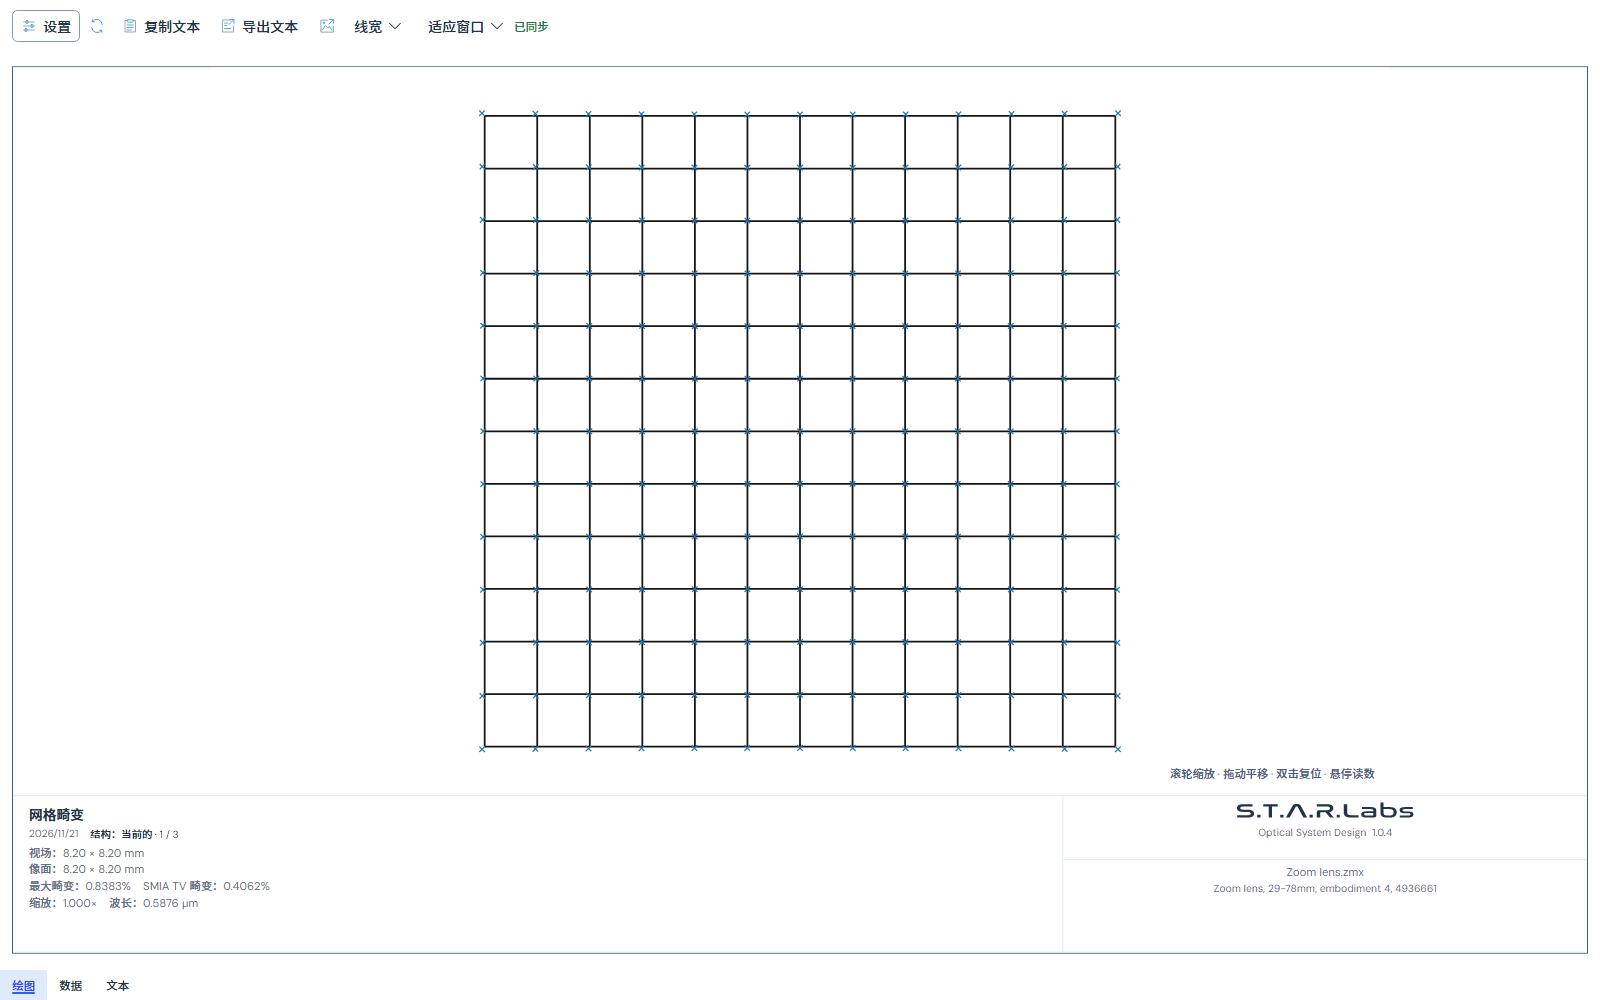 设置 复制文本 导出文本 线宽 适应窗口 已同步
滚轮缩放 · 拖动平移 · 双击复位 · 悬停读数
网格畸变
2026/11/21 结构：当前的 · 1 / 3
视场：8.20 × 8.20 mm
像面：8.20 × 8.20 mm
最大畸变：0.8383% SMIA TV 畸变：0.4062%
缩放：1.000× 波长：0.5876 µm
S.T.A.R.Labs
Optical System Design 1.0.4
Zoom lens.zmx
Zoom lens, 29-78mm, embodiment 4, 4936661
绘图 数据 文本